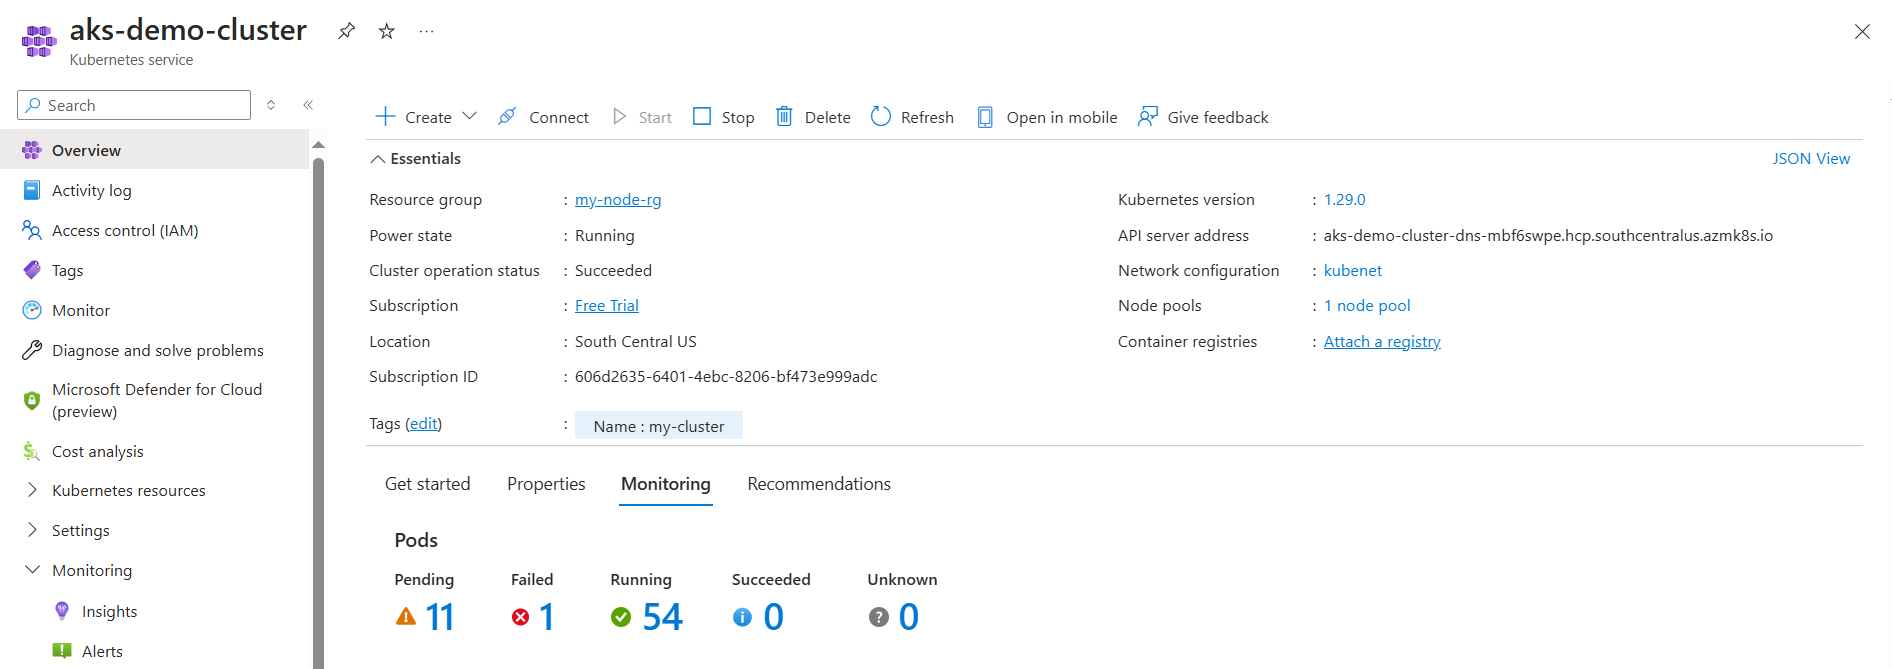 aks-demo-cluster
Kubernetes service
Search
Overview
Activity log
Access control (IAM)
Tags
Monitor
Diagnose and solve problems
Microsoft Defender for Cloud
(preview)
Cost analysis
Kubernetes resources
Settings
Monitoring
Insights
Alerts
Create Connect Start Stop Delete Refresh Open in mobile Give feedback
Essentials JSON View
Resource group : my-node-rg
Power state : Running
Cluster operation status : Succeeded
Subscription : Free Trial
Location : South Central US
Subscription ID : 606d2635-6401-4ebc-8206-bf473e999adc
Tags (edit) : Name : my-cluster
Kubernetes version : 1.29.0
API server address : aks-demo-cluster-dns-mbf6swpe.hcp.southcentralus.azmk8s.io
Network configuration : kubenet
Node pools : 1 node pool
Container registries : Attach a registry
Get started Properties Monitoring Recommendations
Pods
Pending Failed Running Succeeded Unknown
11 1 54 0 0